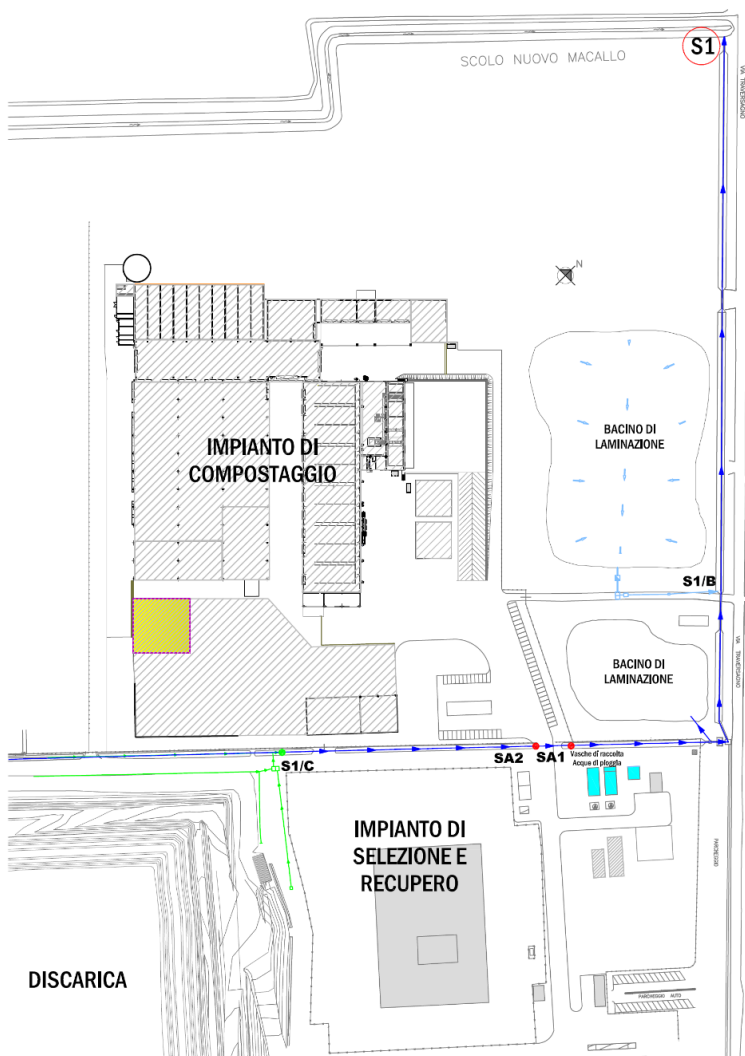 S1
SCOLO NUOVO MACALLO
VIA TRAVERSAGNO
N
BACINO DI
LAMINAZIONE
IMPIANTO DI
COMPOSTAGGIO
S1/B
BACINO DI
LAMINAZIONE
VIA TRAVERSAGNO
S1/C
SA2
SA1
Vasche di raccolta
Acque di pioggia
IMPIANTO DI
SELEZIONE E
RECUPERO
PARCHEGGIO
DISCARICA
PARCHEGGIO AUTO